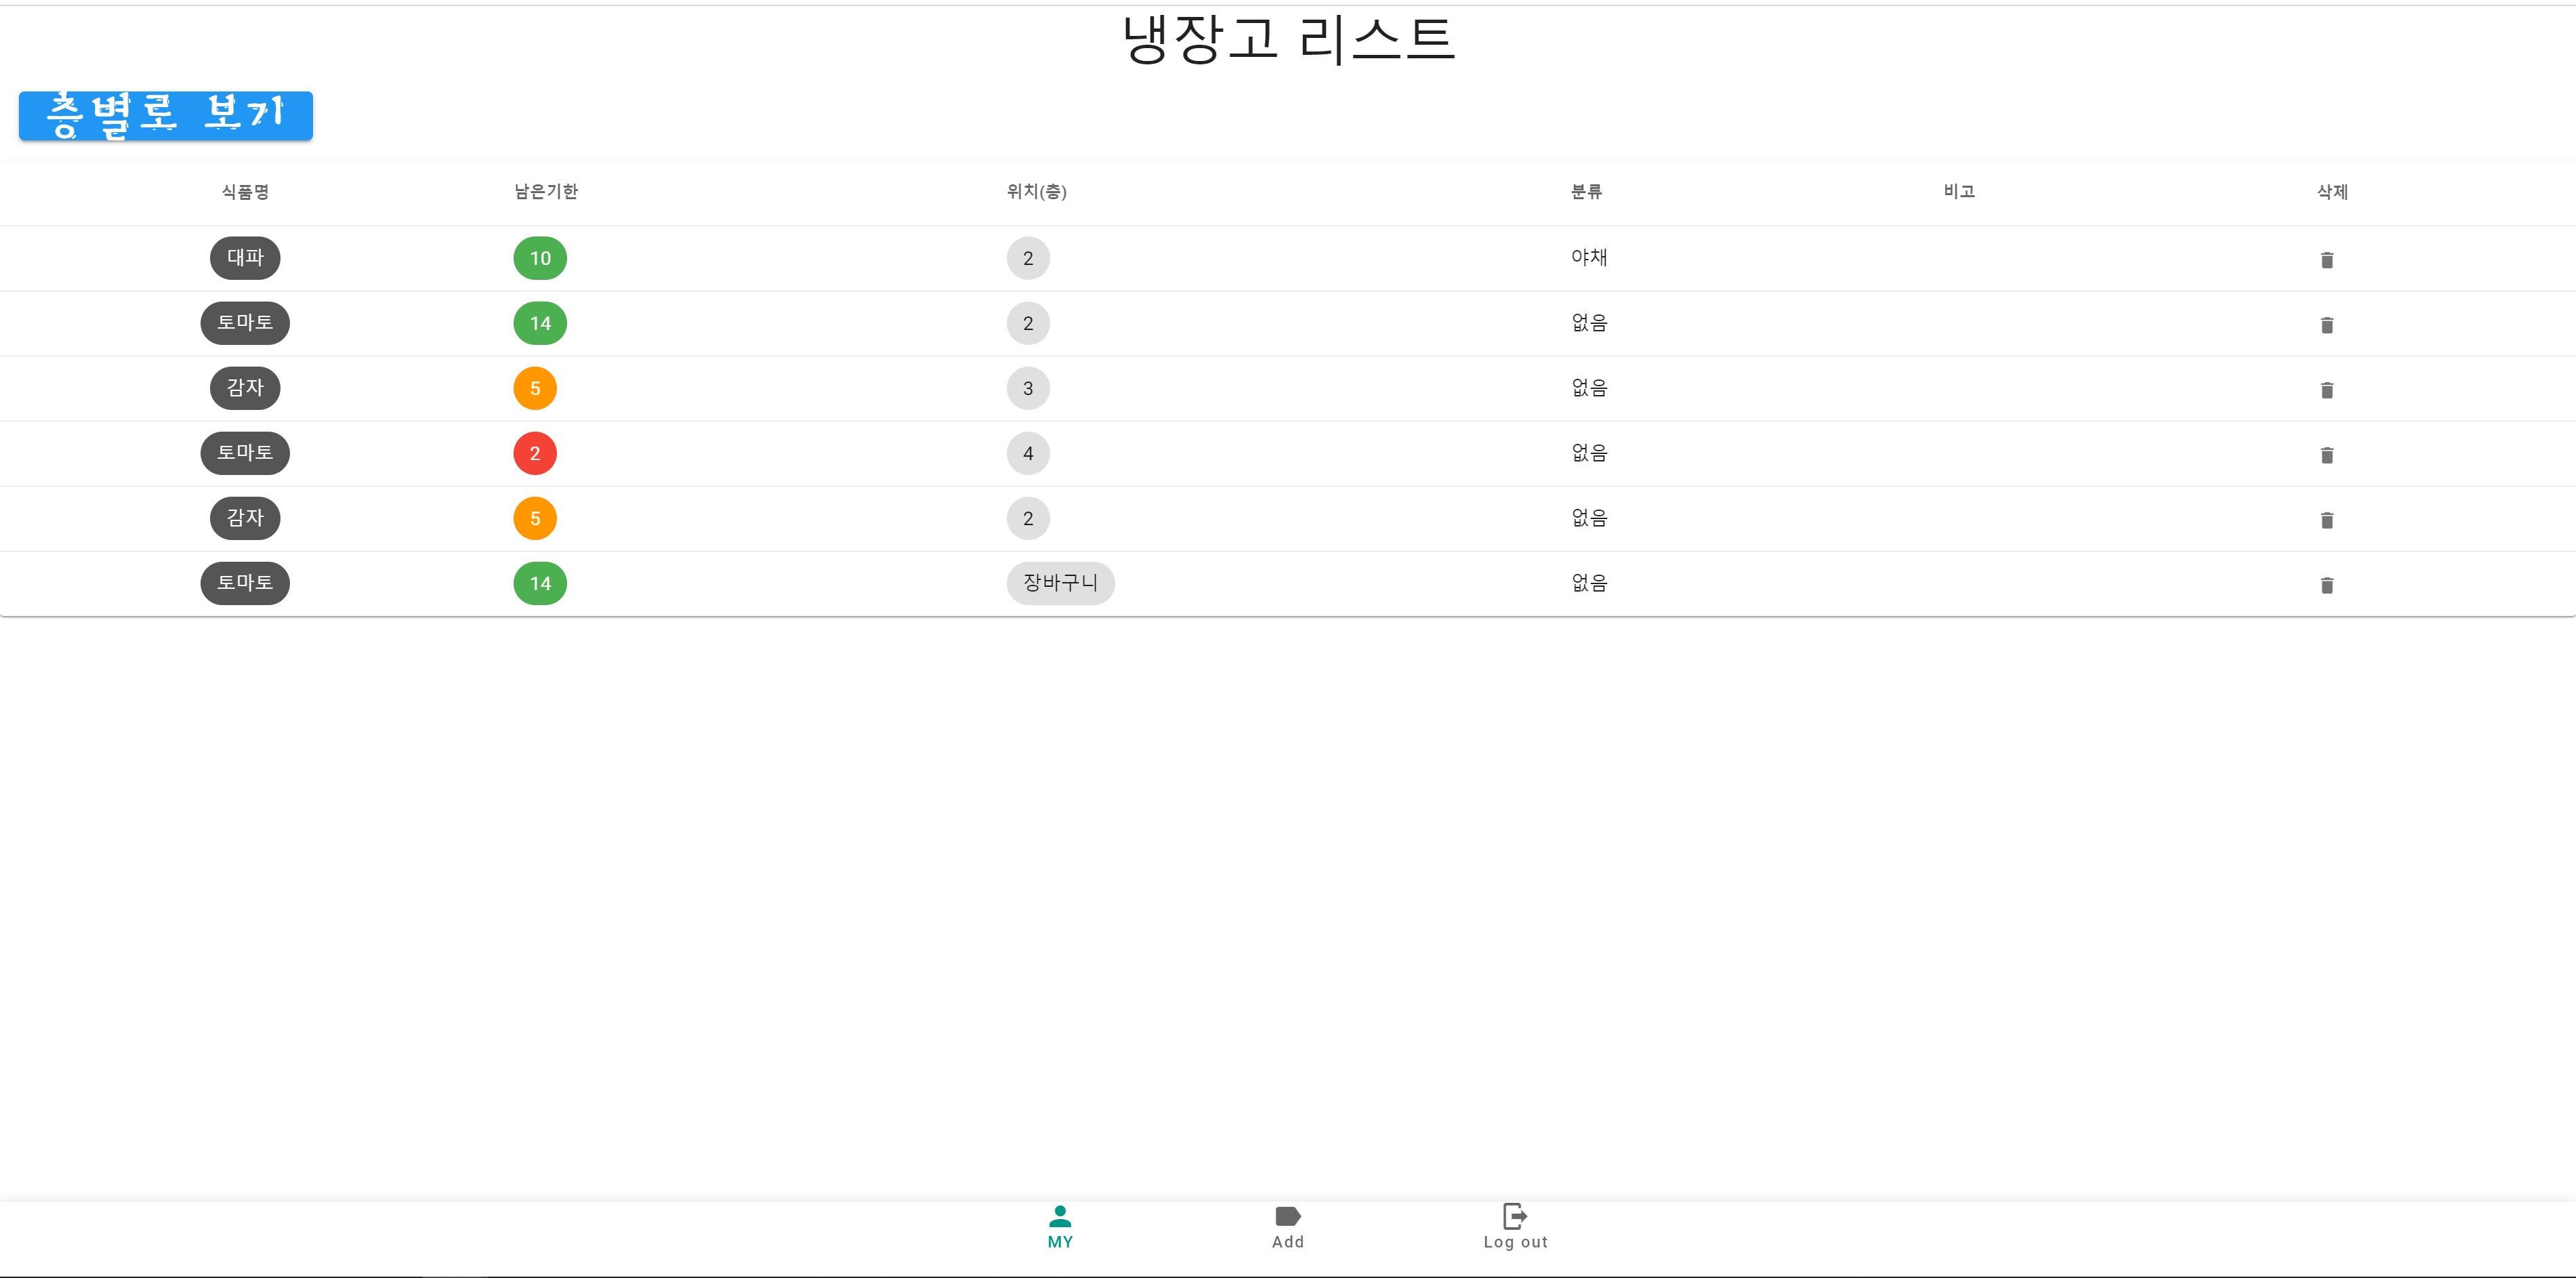 냉장고 리스트
층별로 보기
식품명 남은기한 위치(층) 분류 비고 삭제
대파 10 2 야채
토마토 14 2 없음
감자 5 3 없음
토마토 2 4 없음
감자 5 2 없음
토마토 14 장바구니 없음
MY Add Log out